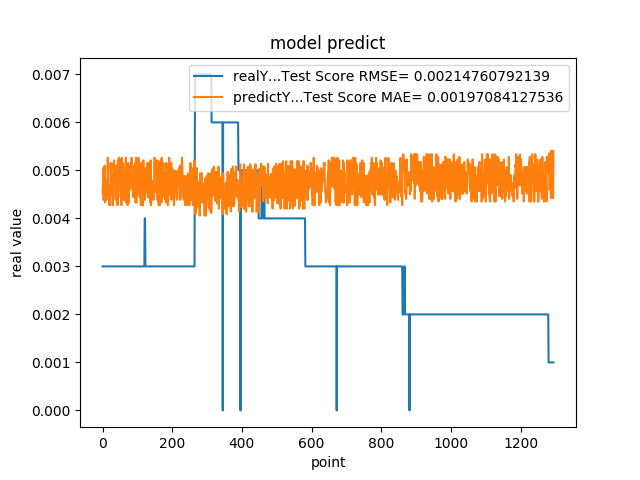 model predict
realY...Test Score RMSE= 0.00214760792139
predictY...Test Score MAE= 0.00197084127536
0.007
0.006
0.005
0.004
0.003
0.002
0.001
0.000
real value
0 200 400 600 800 1000 1200
point